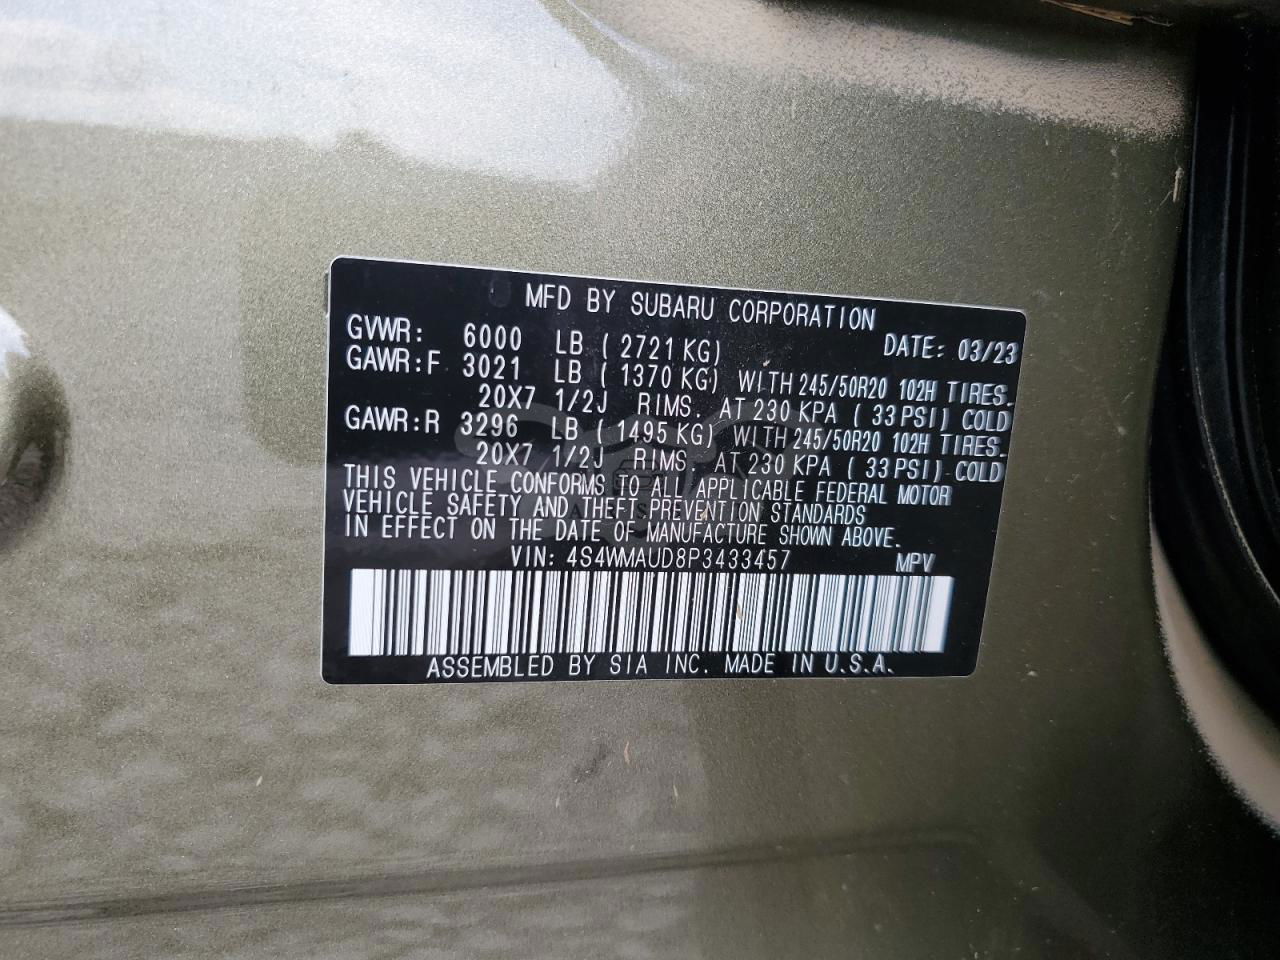 MFD BY SUBARU CORPORATION
GVWR: 6000 LB ( 2721 KG) DATE: 03/23
GAWR:F 3021 LB ( 1370 KG) WITH 245/50R20 102H TIRES.
20X7 1/2J RIMS. AT 230 KPA ( 33 PSI) COLD
GAWR:R 3296 LB ( 1495 KG) WITH 245/50R20 102H TIRES.
20X7 1/2J RIMS. AT 230 KPA ( 33 PSI) COLD
THIS VEHICLE CONFORMS TO ALL APPLICABLE FEDERAL MOTOR
VEHICLE SAFETY AND THEFT PREVENTION STANDARDS
IN EFFECT ON THE DATE OF MANUFACTURE SHOWN ABOVE.
VIN: 4S4WMAUD8P3433457 MPV
ASSEMBLED BY SIA INC. MADE IN U.S.A.